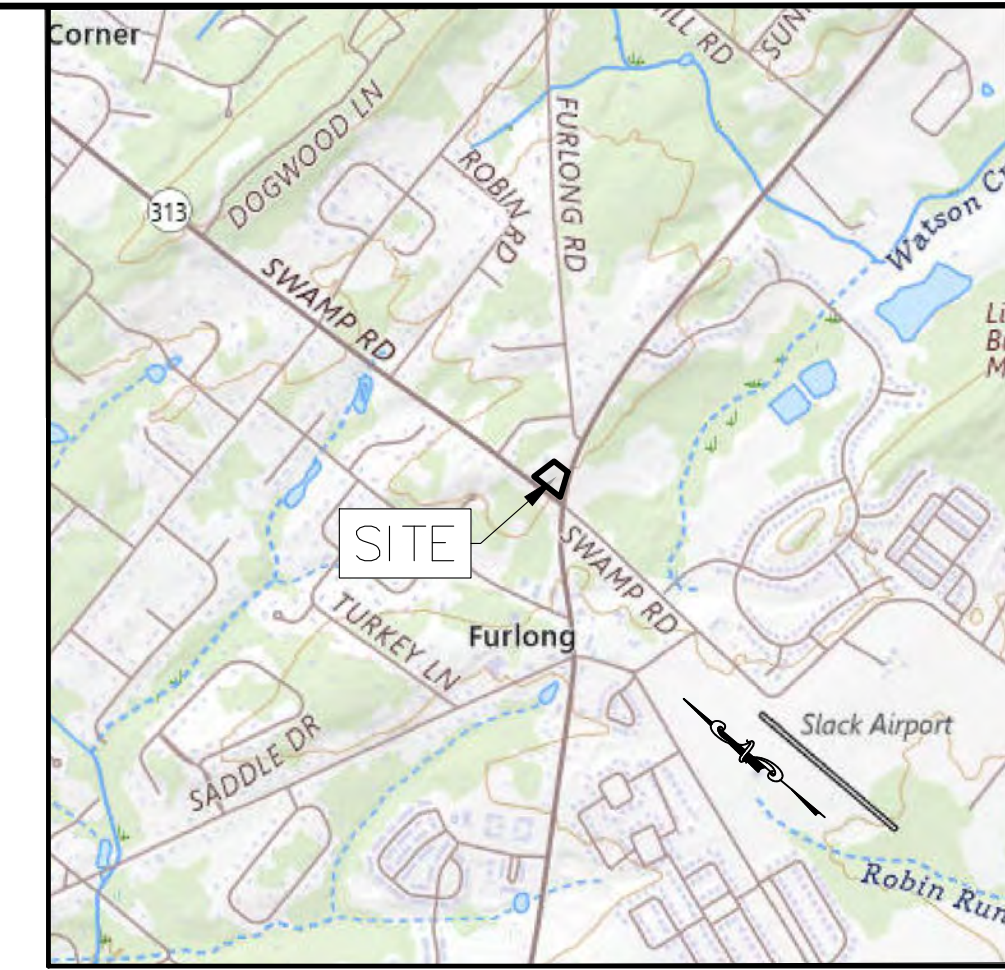 Corner
SUN
DOGWOOD LN
FURLONG RD
ROBIN RD
313
SWAMP RD
Watson Cr
SITE
SWAMP RD
TURKEY LN
Furlong
Slack Airport
SADDLE DR
Robin Run